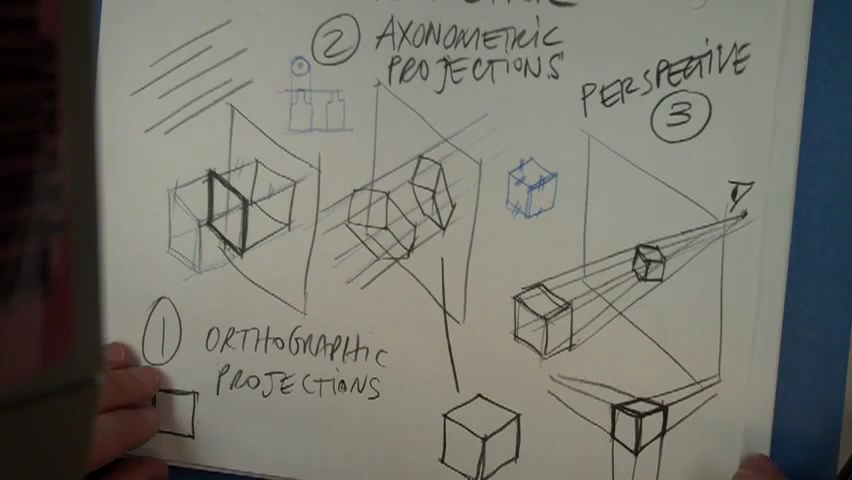 2 AXONOMETRIC
PROJECTIONS
PERSPECTIVE
3
1 ORTHOGRAPHIC
PROJECTIONS